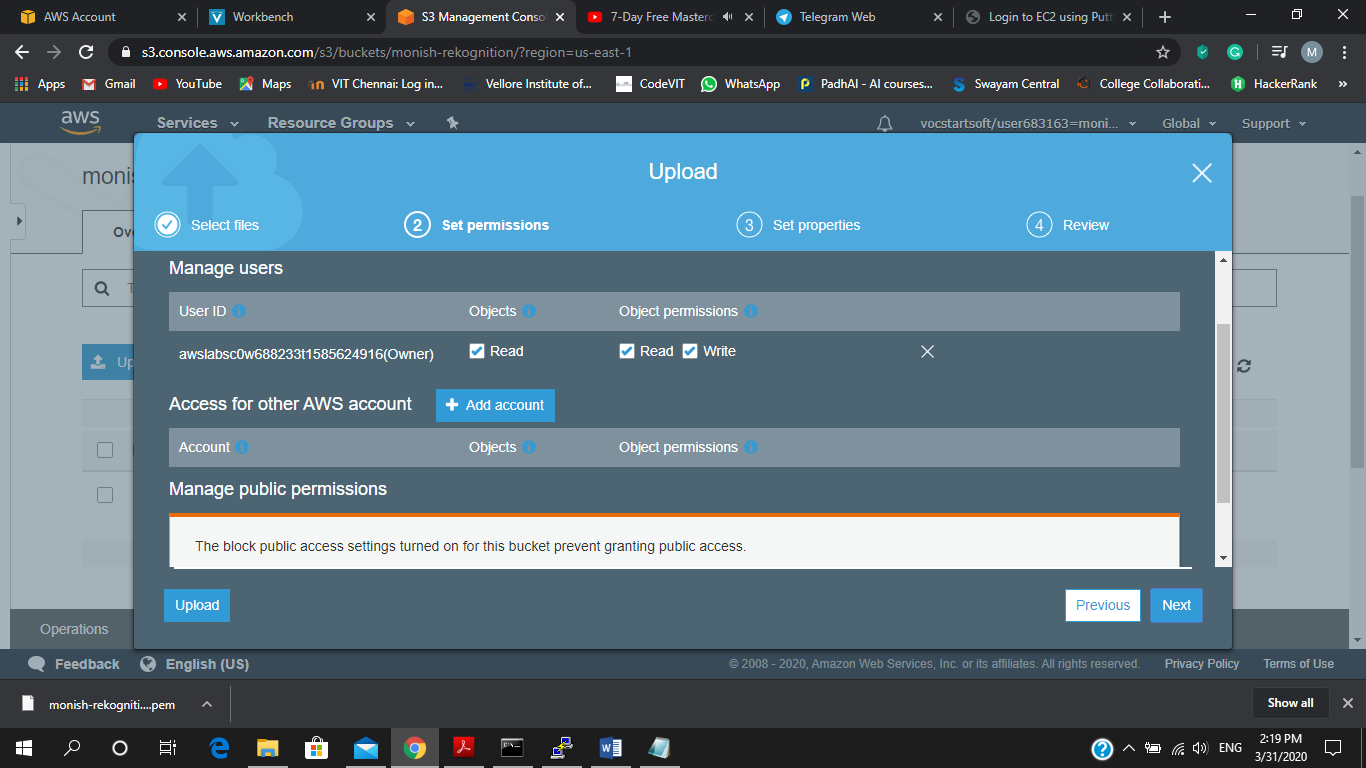 AWS Account
Workbench
S3 Management Conso
7-Day Free Masterc
Telegram Web
Login to EC2 using Putt
s3.console.aws.amazon.com/s3/buckets/monish-rekognition/?region=us-east-1
M
Apps
Gmail
YouTube
Maps
VIT Chennai: Log in...
Vellore Institute of...
CodeVIT
WhatsApp
PadhAI - AI courses...
Swayam Central
College Collaborati...
HackerRank
»
aws
Services
Resource Groups
vocstartsoft/user683163=moni...
Global
Support
monis
Upload
Select files
2 Set permissions
3 Set properties
4 Review
Ove
Manage users
User ID
Objects
Object permissions
awslabsc0w688233t1585624916(Owner)
Read
Read
Write
Up
Access for other AWS account
Add account
Account
Objects
Object permissions
Manage public permissions
The block public access settings turned on for this bucket prevent granting public access.
Upload
Previous
Next
Operations
Feedback
English (US)
© 2008 - 2020, Amazon Web Services, Inc. or its affiliates. All rights reserved.
Privacy Policy
Terms of Use
monish-rekogniti....pem
Show all
ENG
2:19 PM
3/31/2020